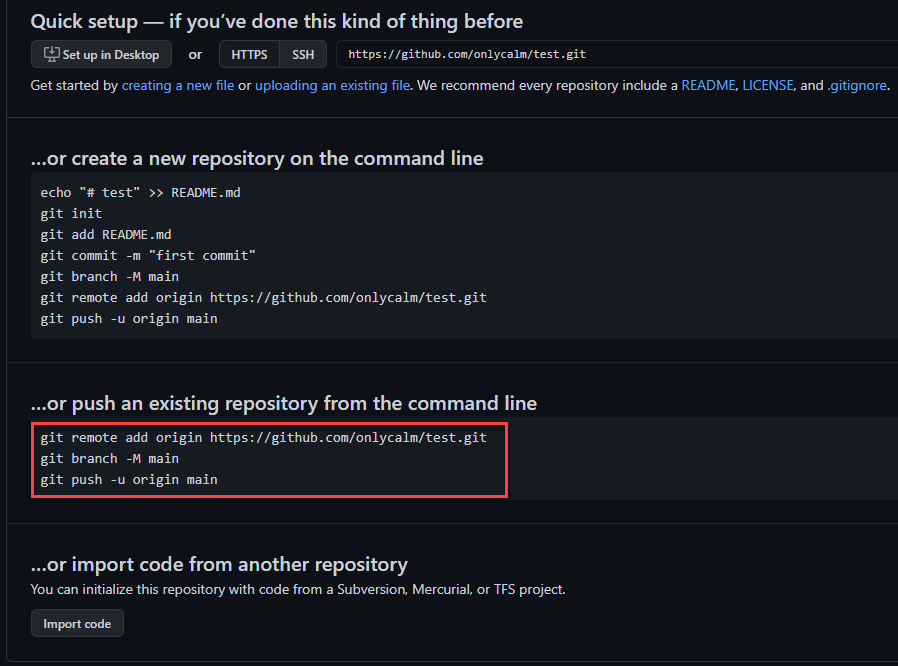 Quick setup — if you’ve done this kind of thing before
Set up in Desktop or HTTPS SSH https://github.com/onlycalm/test.git
Get started by creating a new file or uploading an existing file. We recommend every repository include a README, LICENSE, and .gitignore.
…or create a new repository on the command line
echo "# test" >> README.md
git init
git add README.md
git commit -m "first commit"
git branch -M main
git remote add origin https://github.com/onlycalm/test.git
git push -u origin main
…or push an existing repository from the command line
git remote add origin https://github.com/onlycalm/test.git
git branch -M main
git push -u origin main
…or import code from another repository
You can initialize this repository with code from a Subversion, Mercurial, or TFS project.
Import code